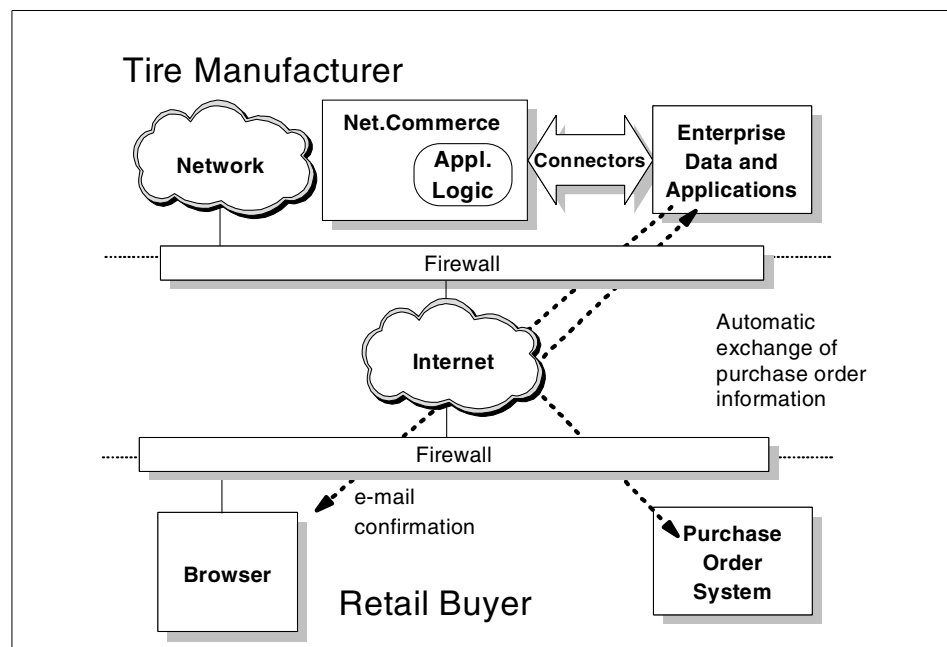 Tire Manufacturer
Network
Net.Commerce
Appl.
Logic
Connectors
Enterprise
Data and
Applications
Firewall
Internet
Automatic
exchange of
purchase order
information
Firewall
e-mail
confirmation
Browser
Purchase
Order
System
Retail Buyer